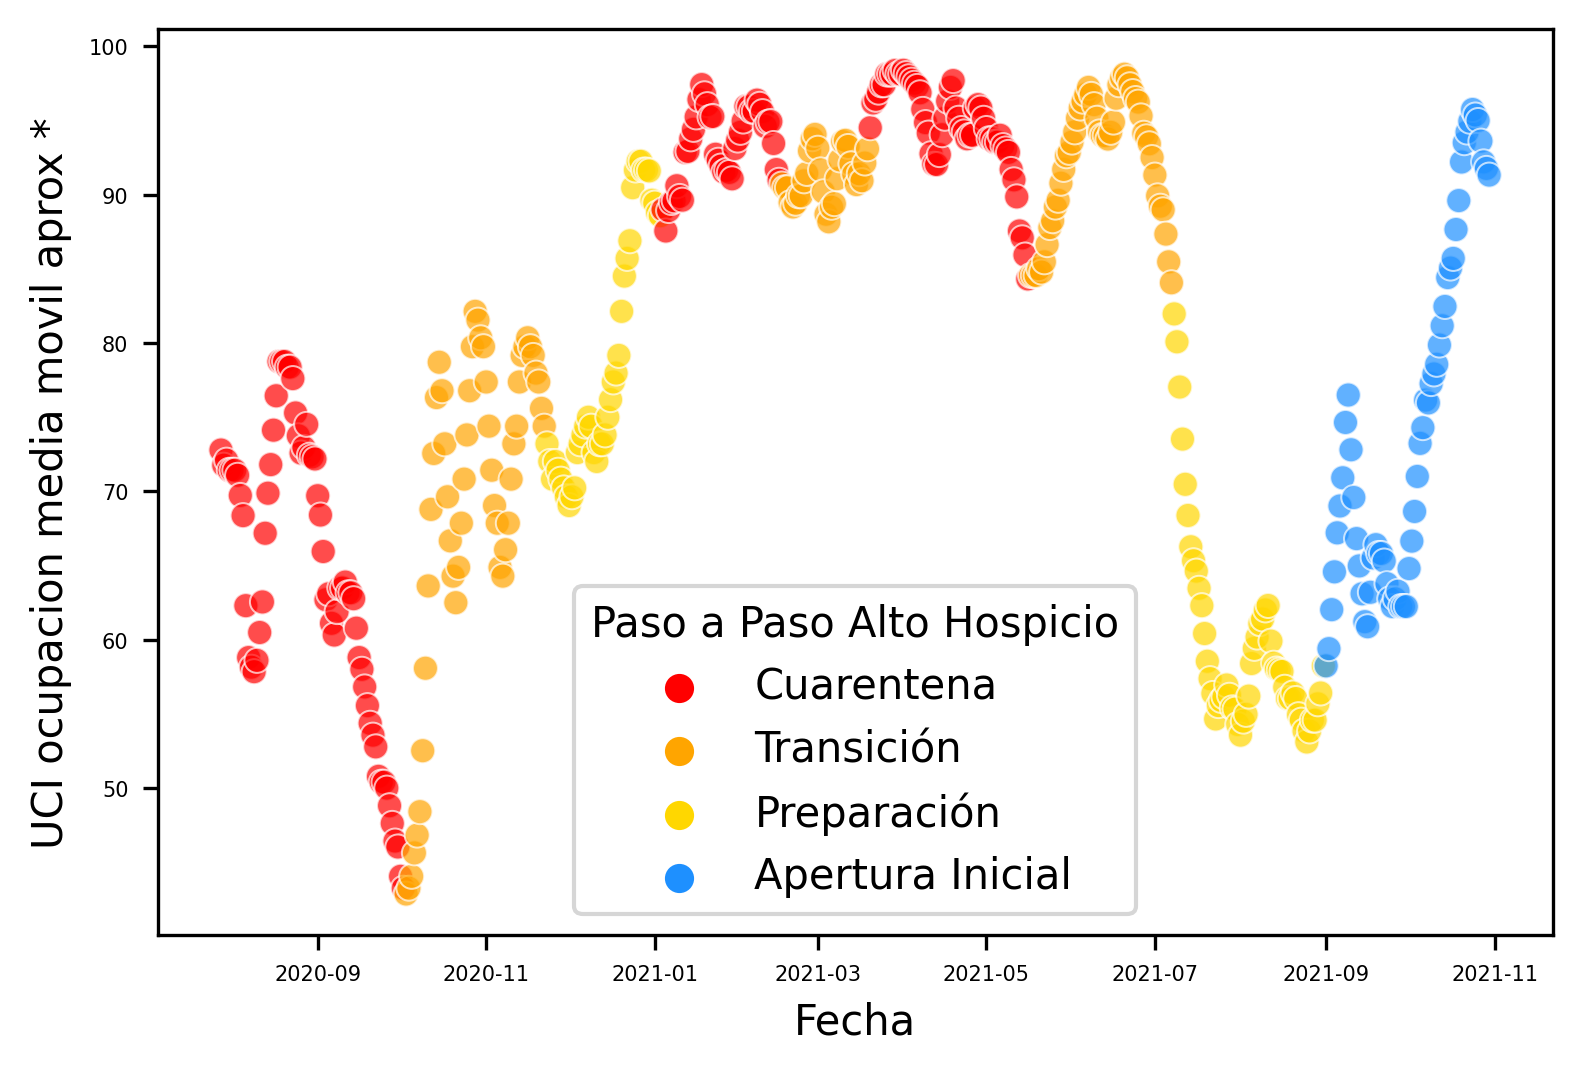 UCI ocupacion media movil aprox *
100
90
80
70
60
50
Paso a Paso Alto Hospicio
Cuarentena
Transición
Preparación
Apertura Inicial
2020-09
2020-11
2021-01
2021-03
2021-05
2021-07
2021-09
2021-11
Fecha